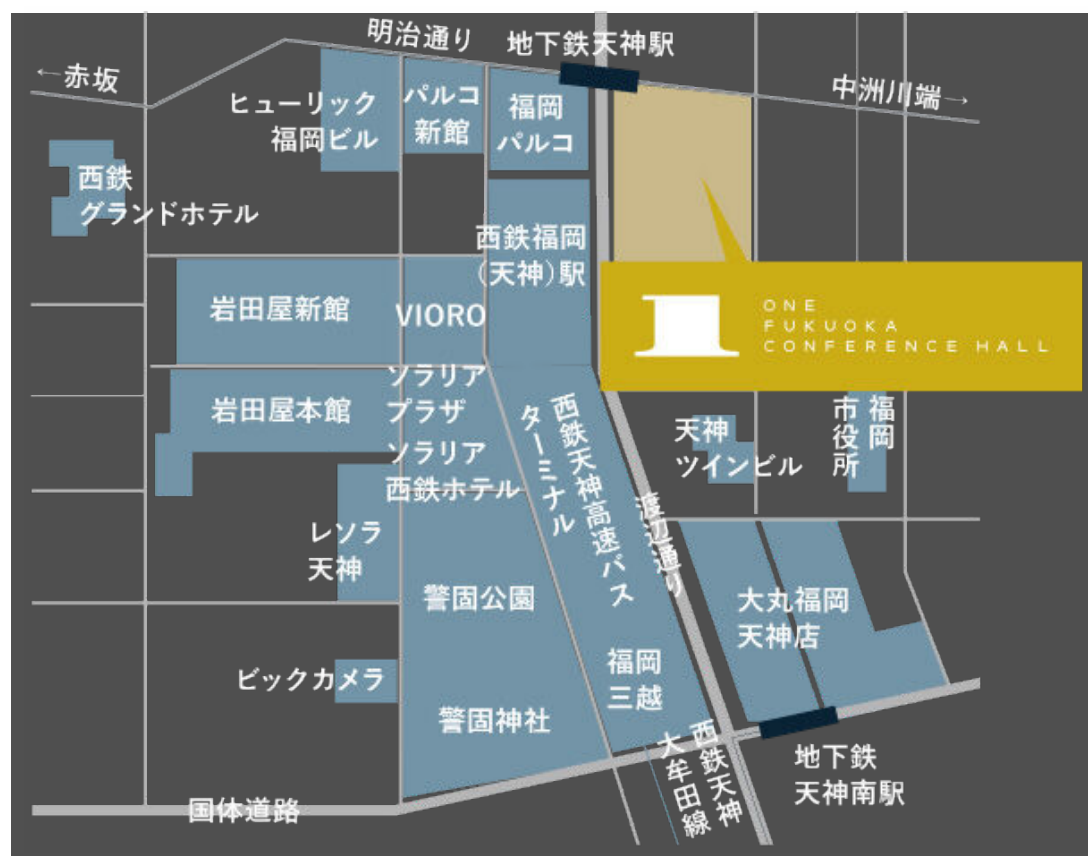 明治通り
地下鉄天神駅
←赤坂
中洲川端→
ヒューリック
福岡ビル
パルコ
新館
福岡
パルコ
西鉄
グランドホテル
西鉄福岡
(天神)駅
岩田屋新館
VIORO
ONE
FUKUOKA
CONFERENCE HALL
岩田屋本館
ソラリア
プラザ
ソラリア
西鉄ホテル
西鉄天神高速バス
ターミナル
天神
ツインビル
福岡
市役所
渡辺通り
レソラ
天神
警固公園
大丸福岡
天神店
ビックカメラ
福岡
三越
警固神社
西鉄天神
大牟田線
地下鉄
天神南駅
国体道路